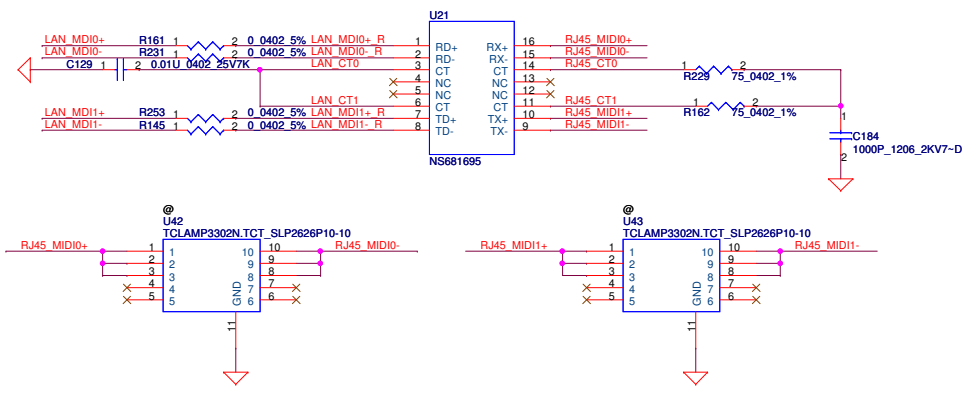 U21
LAN_MDI0+ R161 1 2 0_0402_5% LAN_MDI0+_R 1 RD+ RX+ 16 RJ45_MIDI0+
LAN_MDI0- R231 1 2 0_0402_5% LAN_MDI0-_R 2 RD- RX- 15 RJ45_MIDI0-
C129 1 2 0.01U_0402_25V7K LAN_CT0 3 CT CT 14 RJ45_CT0 1 2
R229 75_0402_1%
4 NC NC 13
5 NC NC 12
LAN_CT1 6 CT CT 11 RJ45_CT1 1 2
R162 75_0402_1%
LAN_MDI1+ R253 1 2 0_0402_5% LAN_MDI1+_R 7 TD+ TX+ 10 RJ45_MIDI1+
LAN_MDI1- R145 1 2 0_0402_5% LAN_MDI1-_R 8 TD- TX- 9 RJ45_MIDI1-
1
C184
1000P_1206_2KV7~D
2
NS681695
@
U42
TCLAMP3302N.TCT_SLP2626P10-10
RJ45_MIDI0+ 1 1 10 10 RJ45_MIDI0-
2 2 9 9
3 3 8 8
4 4 7 7
5 5 6 6
GND
11
@
U43
TCLAMP3302N.TCT_SLP2626P10-10
RJ45_MIDI1+ 1 1 10 10 RJ45_MIDI1-
2 2 9 9
3 3 8 8
4 4 7 7
5 5 6 6
GND
11